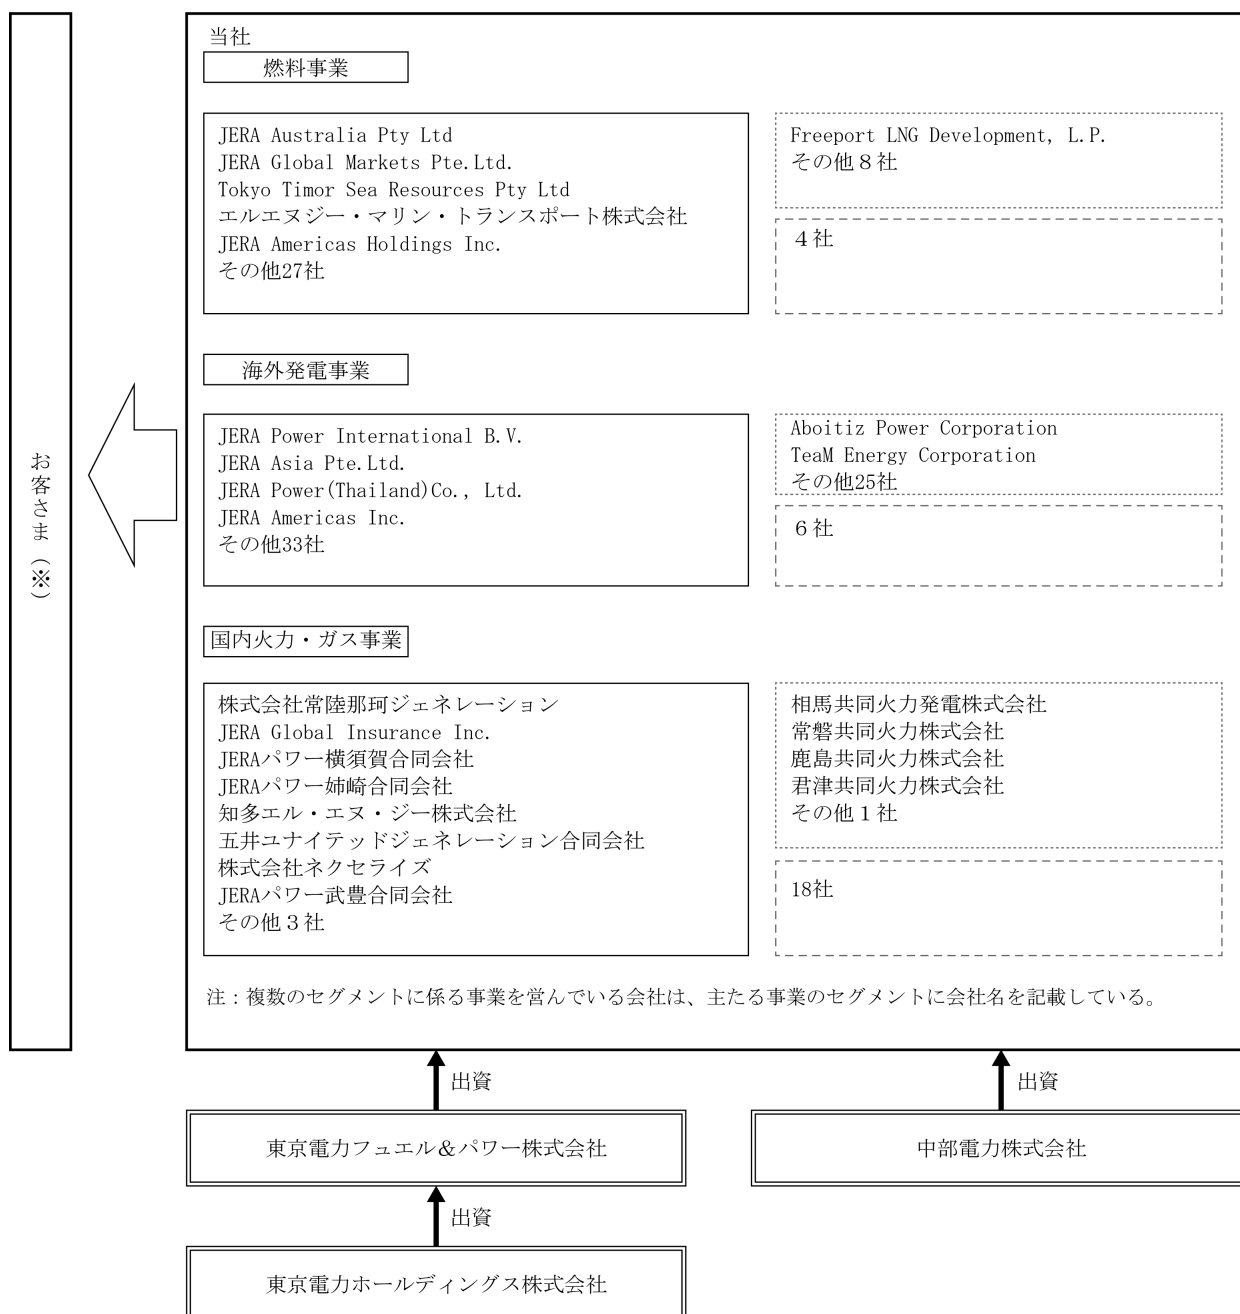 当社
燃料事業
JERA Australia Pty Ltd
JERA Global Markets Pte.Ltd.
Tokyo Timor Sea Resources Pty Ltd
エルエヌジー・マリン・トランスポート株式会社
JERA Americas Holdings Inc.
その他27社
Freeport LNG Development, L.P.
その他８社
４社
海外発電事業
JERA Power International B.V.
JERA Asia Pte.Ltd.
JERA Power(Thailand)Co., Ltd.
JERA Americas Inc.
その他33社
Aboitiz Power Corporation
TeaM Energy Corporation
その他25社
６社
お客さま（※）
国内火力・ガス事業
株式会社常陸那珂ジェネレーション
JERA Global Insurance Inc.
JERAパワー横須賀合同会社
JERAパワー姉崎合同会社
知多エル・エヌ・ジー株式会社
五井ユナイテッドジェネレーション合同会社
株式会社ネクセライズ
JERAパワー武豊合同会社
その他３社
相馬共同火力発電株式会社
常磐共同火力株式会社
鹿島共同火力株式会社
君津共同火力株式会社
その他１社
18社
注：複数のセグメントに係る事業を営んでいる会社は、主たる事業のセグメントに会社名を記載している。
出資
出資
東京電力フュエル＆パワー株式会社
中部電力株式会社
出資
東京電力ホールディングス株式会社